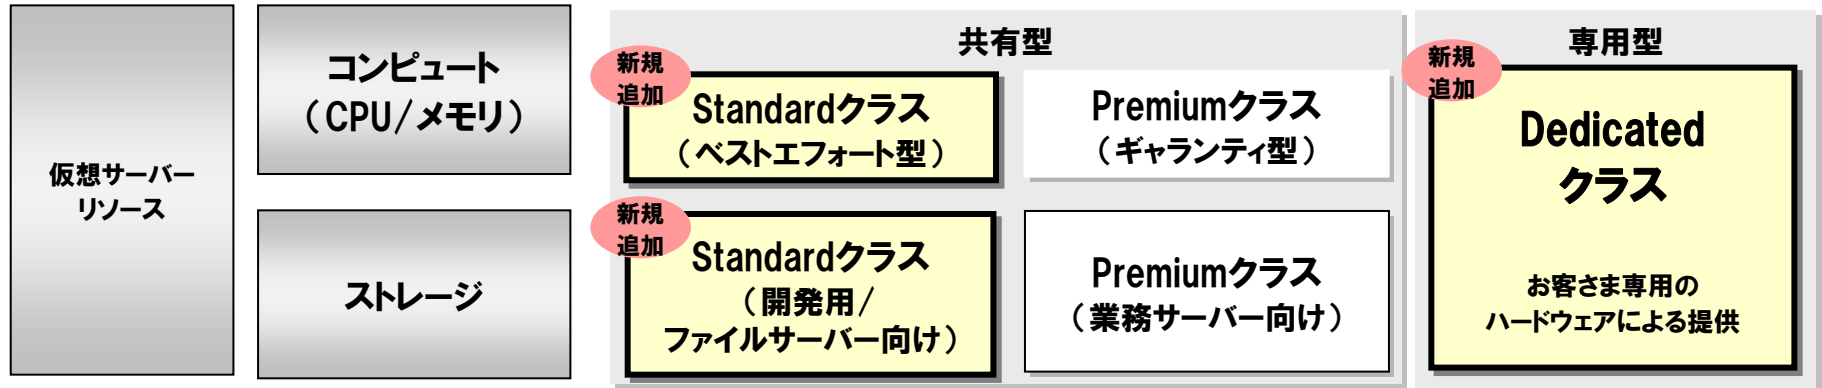 仮想サーバー
リソース
コンピュート
(CPU/メモリ)
ストレージ
共有型
新規
追加
Standardクラス
(ベストエフォート型)
Premiumクラス
(ギャランティ型)
新規
追加
Standardクラス
(開発用/
ファイルサーバー向け)
Premiumクラス
(業務サーバー向け)
専用型
新規
追加
Dedicated
クラス
お客さま専用の
ハードウェアによる提供